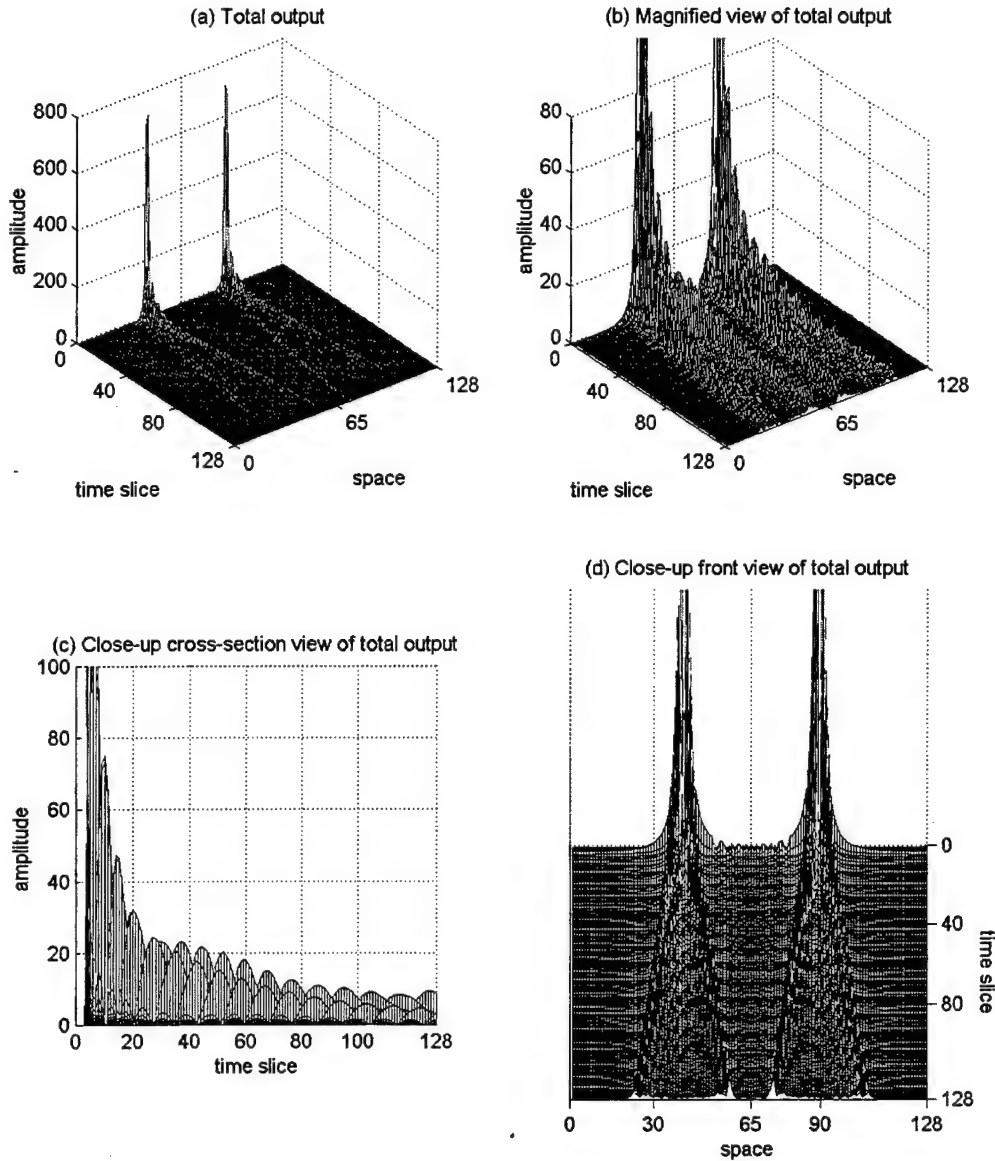 (a) Total output
800
600
400
200
0
amplitude
0
40
80
128
time slice
0
65
128
space
(b) Magnified view of total output
80
60
40
20
0
amplitude
0
40
80
128
time slice
0
65
128
space
(c) Close-up cross-section view of total output
100
80
60
40
20
0
amplitude
0 20 40 60 80 100 128
time slice
(d) Close-up front view of total output
0
40
80
128
time slice
0 30 65 90 128
space